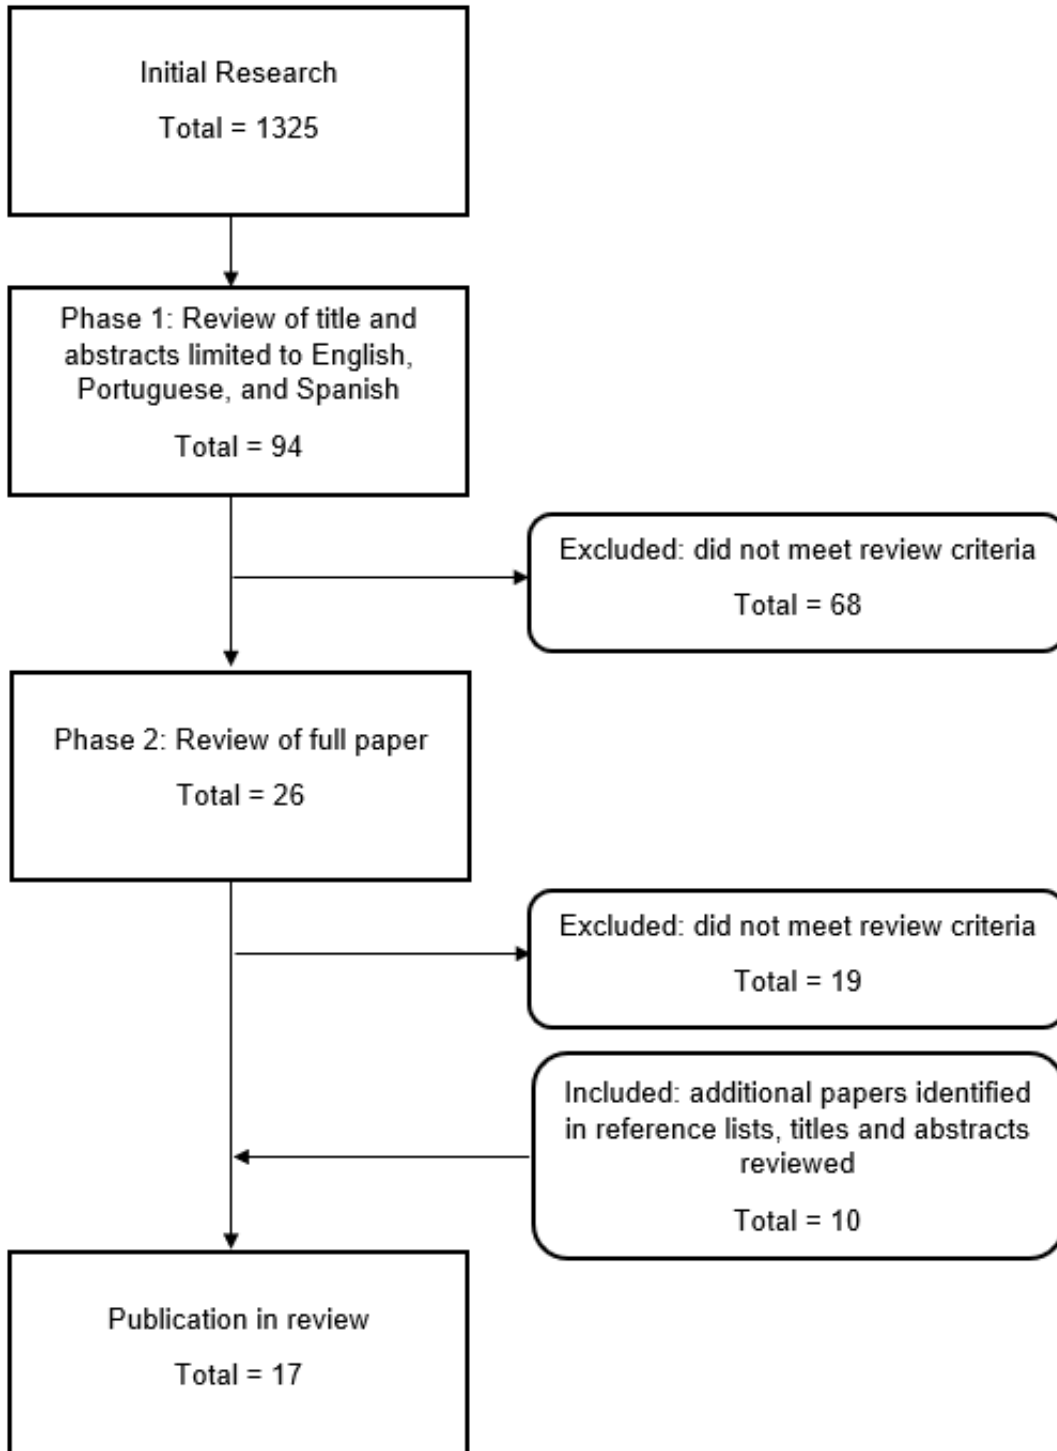 Initial Research
Total = 1325
Phase 1: Review of title and
abstracts limited to English,
Portuguese, and Spanish
Total = 94
Excluded: did not meet review criteria
Total = 68
Phase 2: Review of full paper
Total = 26
Excluded: did not meet review criteria
Total = 19
Included: additional papers identified
in reference lists, titles and abstracts
reviewed
Total = 10
Publication in review
Total = 17